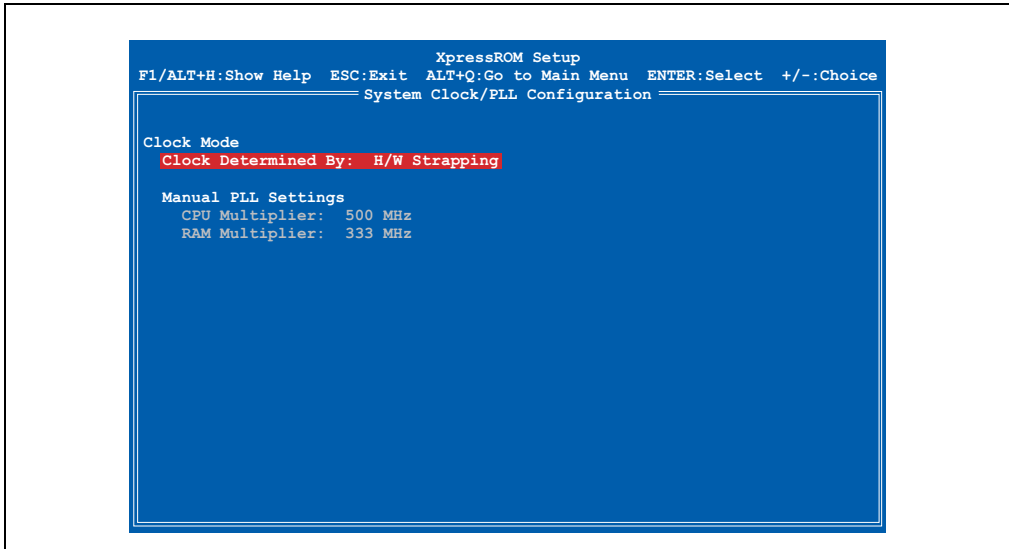 XpressROM Setup
F1/ALT+H:Show Help ESC:Exit ALT+Q:Go to Main Menu ENTER:Select +/-:Choice
System Clock/PLL Configuration
Clock Mode
Clock Determined By: H/W Strapping
Manual PLL Settings
CPU Multiplier: 500 MHz
RAM Multiplier: 333 MHz